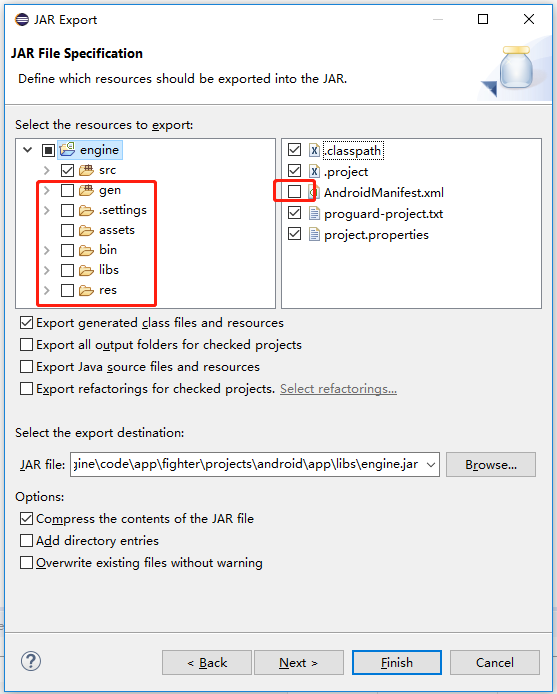 JAR Export
JAR File Specification
Define which resources should be exported into the JAR.
Select the resources to export:
engine
src
gen
.settings
assets
bin
libs
res
.classpath
.project
AndroidManifest.xml
proguard-project.txt
project.properties
Export generated class files and resources
Export all output folders for checked projects
Export Java source files and resources
Export refactorings for checked projects. Select refactorings...
Select the export destination:
JAR file: gine\code\app\fighter\projects\android\app\libs\engine.jar Browse...
Options:
Compress the contents of the JAR file
Add directory entries
Overwrite existing files without warning
? < Back Next > Finish Cancel